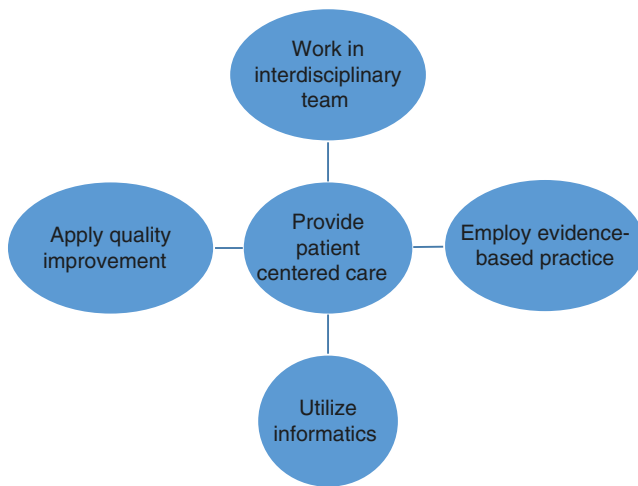 Work in
interdisciplinary
team
Apply quality
improvement
Provide
patient
centered care
Employ evidence-
based practice
Utilize
informatics